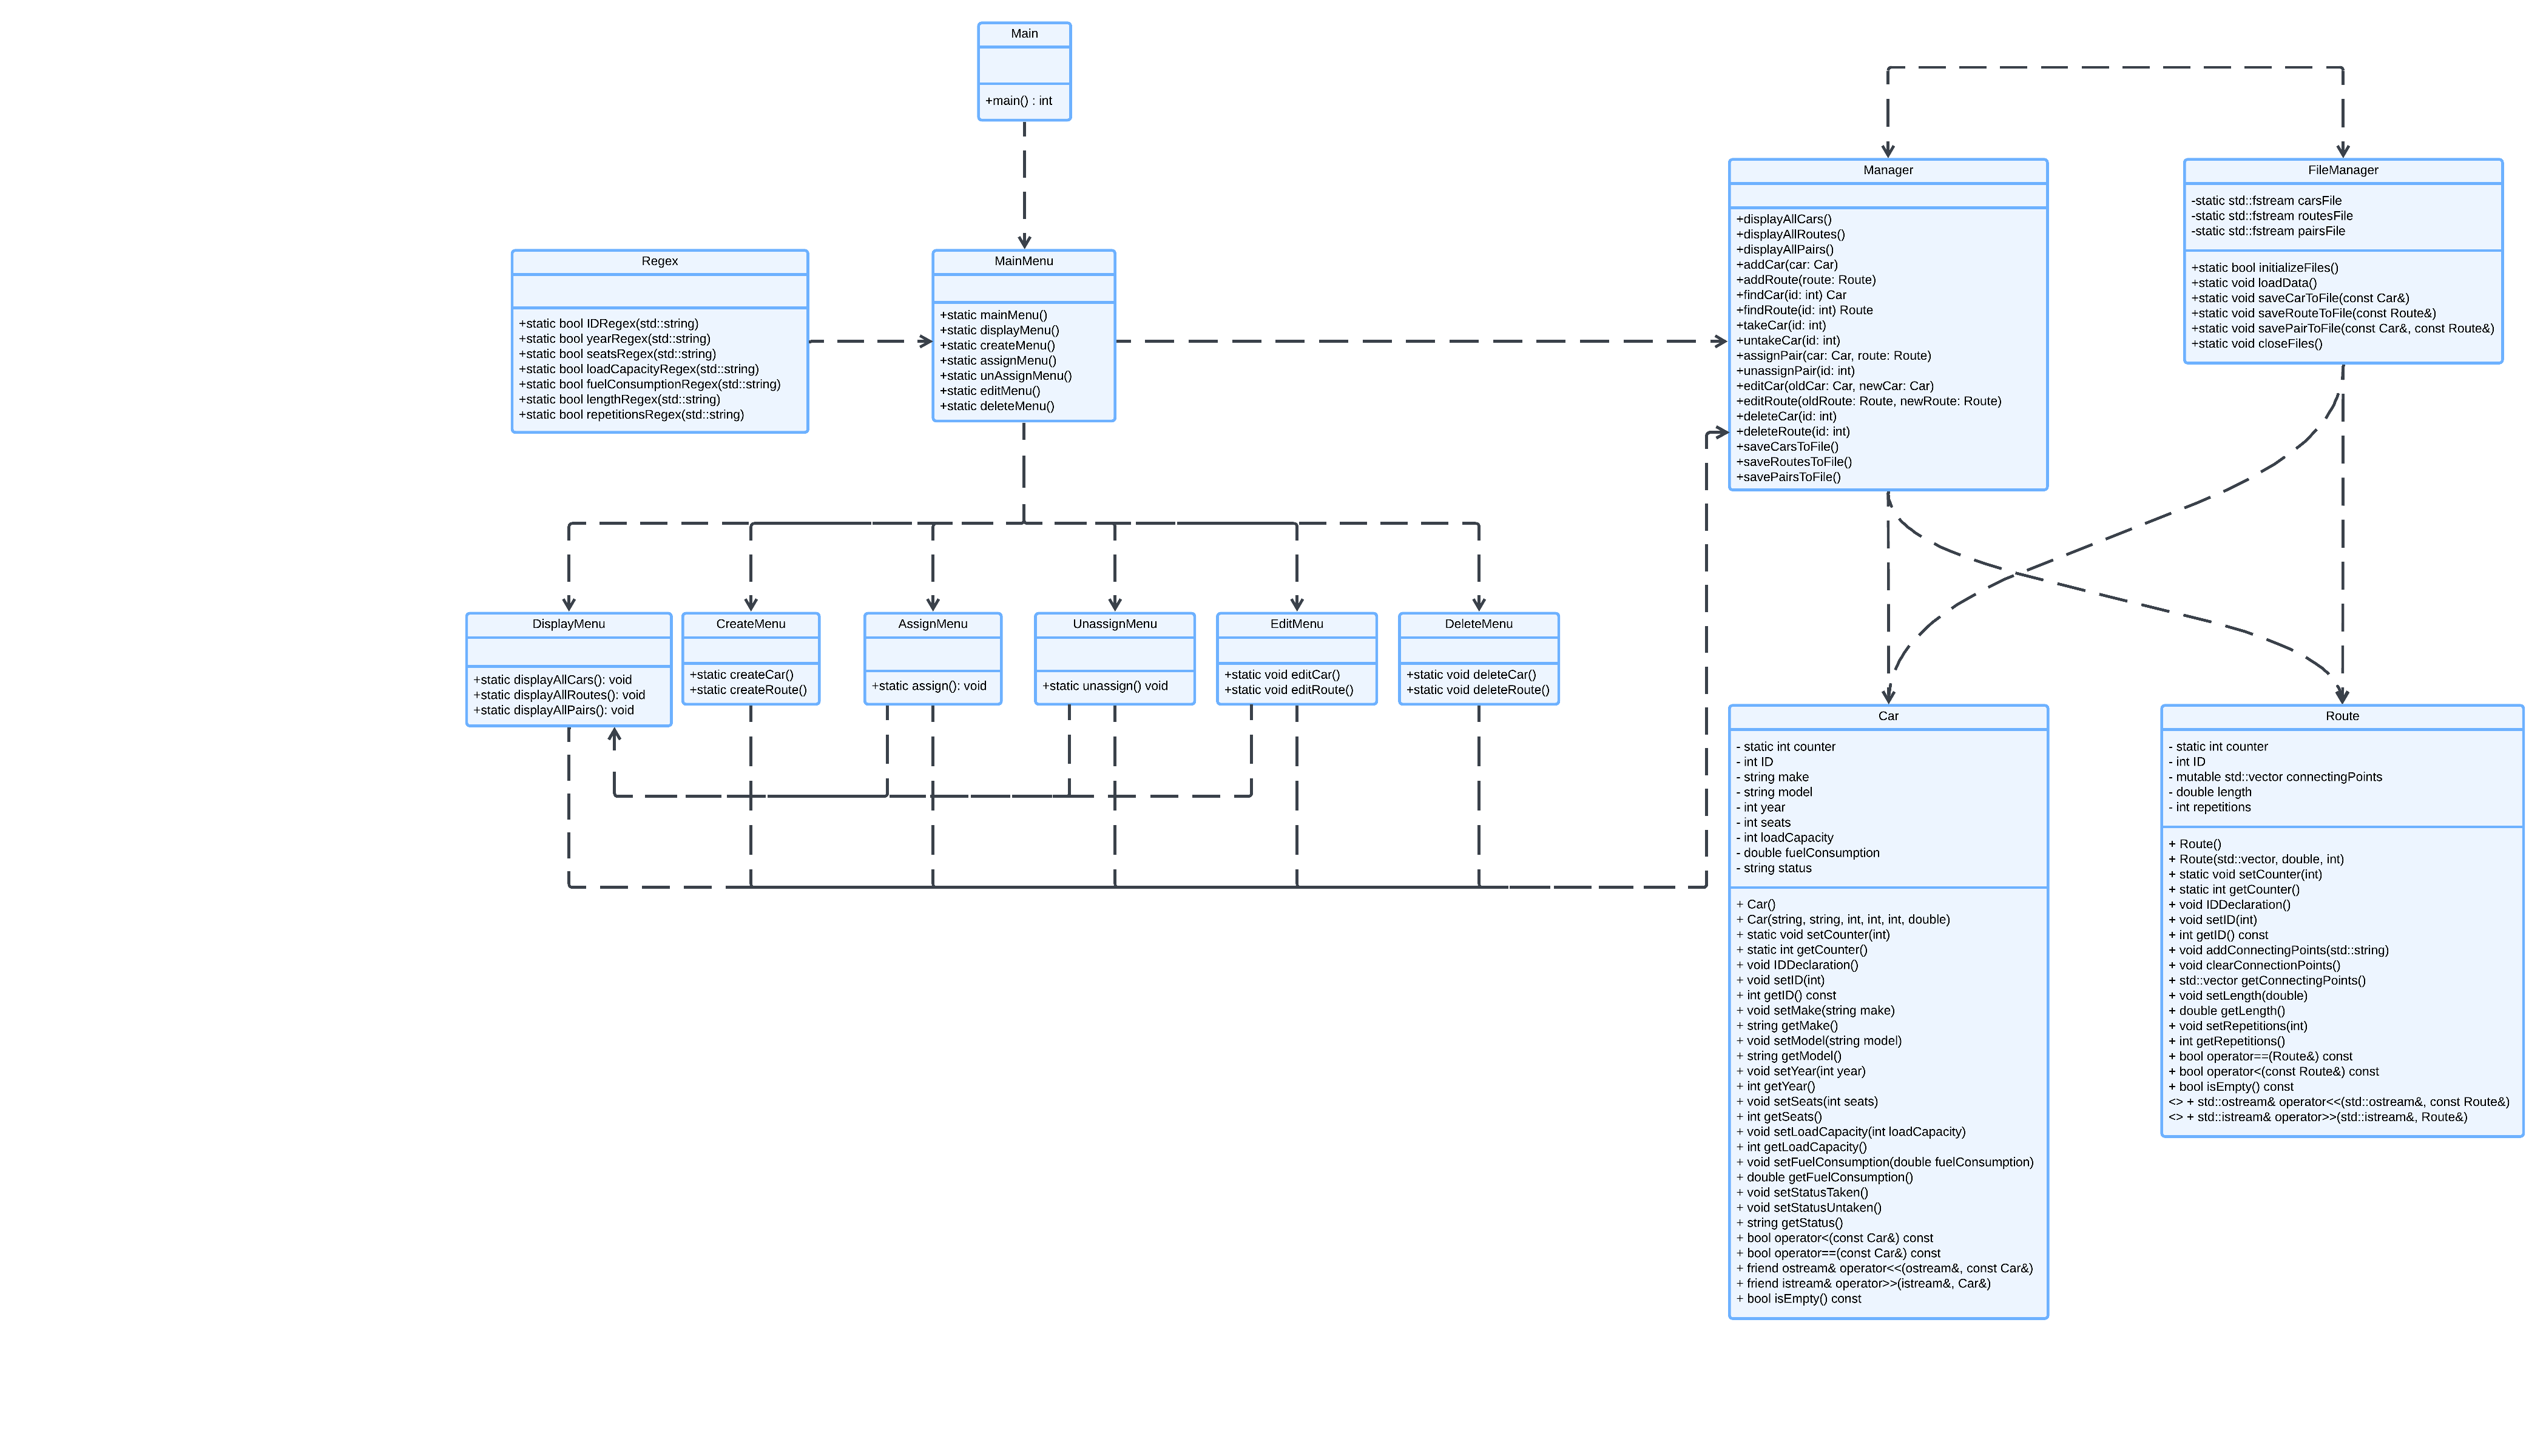 Main
+main() : int
Regex
+static bool IDRegex(std::string)
+static bool yearRegex(std::string)
+static bool seatsRegex(std::string)
+static bool loadCapacityRegex(std::string)
+static bool fuelConsumptionRegex(std::string)
+static bool lengthRegex(std::string)
+static bool repetitionsRegex(std::string)
MainMenu
+static mainMenu()
+static displayMenu()
+static createMenu()
+static assignMenu()
+static unAssignMenu()
+static editMenu()
+static deleteMenu()
Manager
+displayAllCars()
+displayAllRoutes()
+displayAllPairs()
+addCar(car: Car)
+addRoute(route: Route)
+findCar(id: int) Car
+findRoute(id: int) Route
+takeCar(id: int)
+untakeCar(id: int)
+assignPair(car: Car, route: Route)
+unassignPair(id: int)
+editCar(oldCar: Car, newCar: Car)
+editRoute(oldRoute: Route, newRoute: Route)
+deleteCar(id: int)
+deleteRoute(id: int)
+saveCarsToFile()
+saveRoutesToFile()
+savePairsToFile()
FileManager
-static std::fstream carsFile
-static std::fstream routesFile
-static std::fstream pairsFile
+static bool initializeFiles()
+static void loadData()
+static void saveCarToFile(const Car&)
+static void saveRouteToFile(const Route&)
+static void savePairToFile(const Car&, const Route&)
+static void closeFiles()
DisplayMenu
+static displayAllCars(): void
+static displayAllRoutes(): void
+static displayAllPairs(): void
CreateMenu
+static createCar()
+static createRoute()
AssignMenu
+static assign(): void
UnassignMenu
+static unassign() void
EditMenu
+static void editCar()
+static void editRoute()
DeleteMenu
+static void deleteCar()
+static void deleteRoute()
Car
- static int counter
- int ID
- string make
- string model
- int year
- int seats
- int loadCapacity
- double fuelConsumption
- string status
+ Car()
+ Car(string, string, int, int, int, double)
+ static void setCounter(int)
+ static int getCounter()
+ void IDDeclaration()
+ void setID(int)
+ int getID() const
+ void setMake(string make)
+ string getMake()
+ void setModel(string model)
+ string getModel()
+ void setYear(int year)
+ int getYear()
+ void setSeats(int seats)
+ int getSeats()
+ void setLoadCapacity(int loadCapacity)
+ int getLoadCapacity()
+ void setFuelConsumption(double fuelConsumption)
+ double getFuelConsumption()
+ void setStatusTaken()
+ void setStatusUntaken()
+ string getStatus()
+ bool operator<(const Car&) const
+ bool operator==(const Car&) const
+ friend ostream& operator<<(ostream&, const Car&)
+ friend istream& operator>>(istream&, Car&)
+ bool isEmpty() const
Route
- static int counter
- int ID
- mutable std::vector connectingPoints
- double length
- int repetitions
+ Route()
+ Route(std::vector, double, int)
+ static void setCounter(int)
+ static int getCounter()
+ void IDDeclaration()
+ void setID(int)
+ int getID() const
+ void addConnectingPoints(std::string)
+ void clearConnectionPoints()
+ std::vector getConnectingPoints()
+ void setLength(double)
+ double getLength()
+ void setRepetitions(int)
+ int getRepetitions()
+ bool operator==(Route&) const
+ bool operator<(const Route&) const
+ bool isEmpty() const
<> + std::ostream& operator<<(std::ostream&, const Route&)
<> + std::istream& operator>>(std::istream&, Route&)